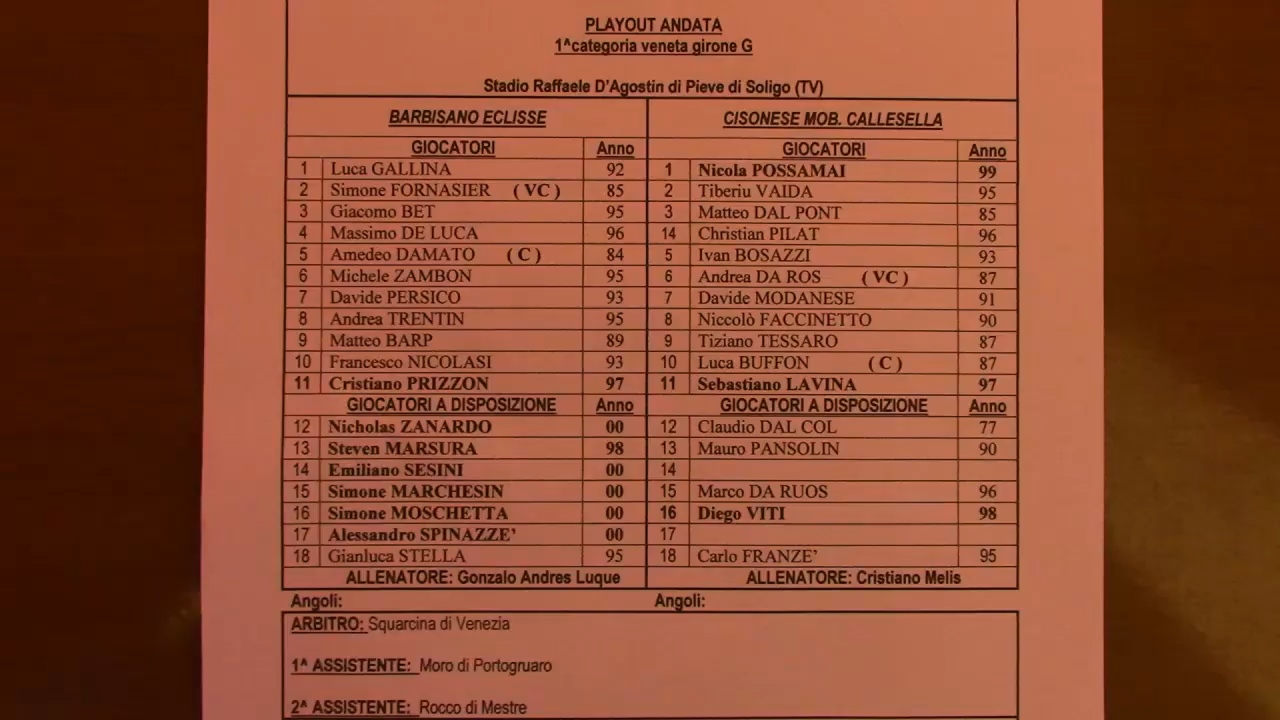 PLAYOUT ANDATA
1^categoria veneta girone G
Stadio Raffaele D'Agostin di Pieve di Soligo (TV)
BARBISANO ECLISSE
GIOCATORI Anno
1 Luca GALLINA 92
2 Simone FORNASIER ( VC ) 85
3 Giacomo BET 95
4 Massimo DE LUCA 96
5 Amedeo DAMATO ( C ) 84
6 Michele ZAMBON 95
7 Davide PERSICO 93
8 Andrea TRENTIN 95
9 Matteo BARP 89
10 Francesco NICOLASI 93
11 Cristiano PRIZZON 97
GIOCATORI A DISPOSIZIONE Anno
12 Nicholas ZANARDO 00
13 Steven MARSURA 98
14 Emiliano SESINI 00
15 Simone MARCHESIN 00
16 Simone MOSCHETTA 00
17 Alessandro SPINAZZE’ 00
18 Gianluca STELLA 95
ALLENATORE: Gonzalo Andres Luque
Angoli:
CISONESE MOB. CALLESELLA
GIOCATORI Anno
1 Nicola POSSAMAI 99
2 Tiberiu VAIDA 95
3 Matteo DAL PONT 85
14 Christian PILAT 96
5 Ivan BOSAZZI 93
6 Andrea DA ROS ( VC ) 87
7 Davide MODANESE 91
8 Niccolò FACCINETTO 90
9 Tiziano TESSARO 87
10 Luca BUFFON ( C ) 87
11 Sebastiano LAVINA 97
GIOCATORI A DISPOSIZIONE Anno
12 Claudio DAL COL 77
13 Mauro PANSOLIN 90
14
15 Marco DA RUOS 96
16 Diego VITI 98
17
18 Carlo FRANZE’ 95
ALLENATORE: Cristiano Melis
Angoli:
ARBITRO: Squarcina di Venezia
1^ ASSISTENTE: Moro di Portogruaro
2^ ASSISTENTE: Rocco di Mestre